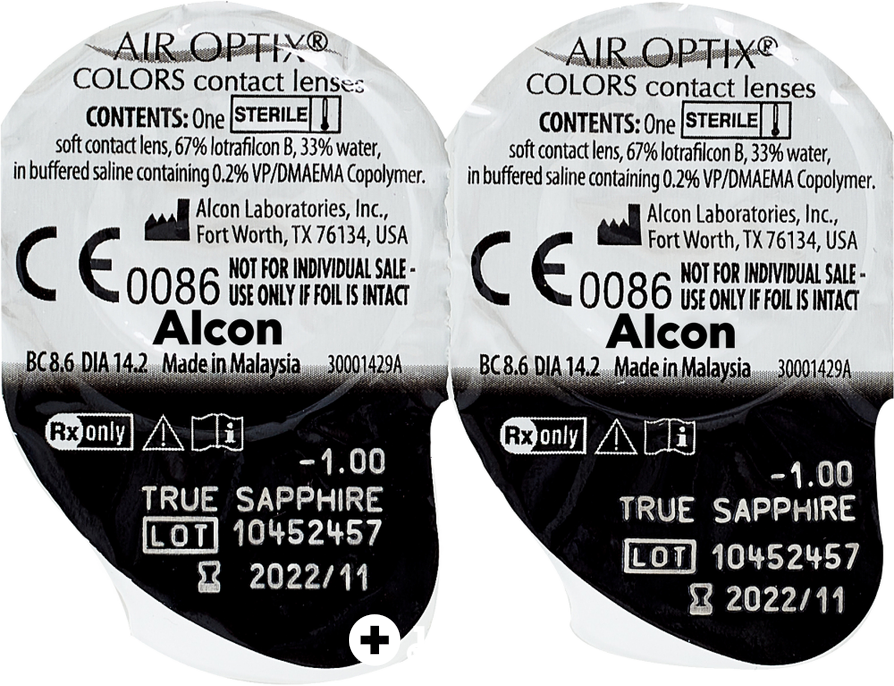 AIR OPTIX®
COLORS contact lenses
CONTENTS: One STERILE
soft contact lens, 67% lotrafilcon B, 33% water,
in buffered saline containing 0.2% VP/DMAEMA Copolymer.
Alcon Laboratories, Inc.,
Fort Worth, TX 76134, USA
CE 0086 NOT FOR INDIVIDUAL SALE -
USE ONLY IF FOIL IS INTACT
Alcon
BC 8.6 DIA 14.2 Made in Malaysia 30001429A
Rx only
-1.00
TRUE SAPPHIRE
LOT 10452457
2022/11
AIR OPTIX®
COLORS contact lenses
CONTENTS: One STERILE
soft contact lens, 67% lotrafilcon B, 33% water,
in buffered saline containing 0.2% VP/DMAEMA Copolymer.
Alcon Laboratories, Inc.,
Fort Worth, TX 76134, USA
CE 0086 NOT FOR INDIVIDUAL SALE -
USE ONLY IF FOIL IS INTACT
Alcon
BC 8.6 DIA 14.2 Made in Malaysia 30001429A
Rx only
-1.00
TRUE SAPPHIRE
LOT 10452457
2022/11